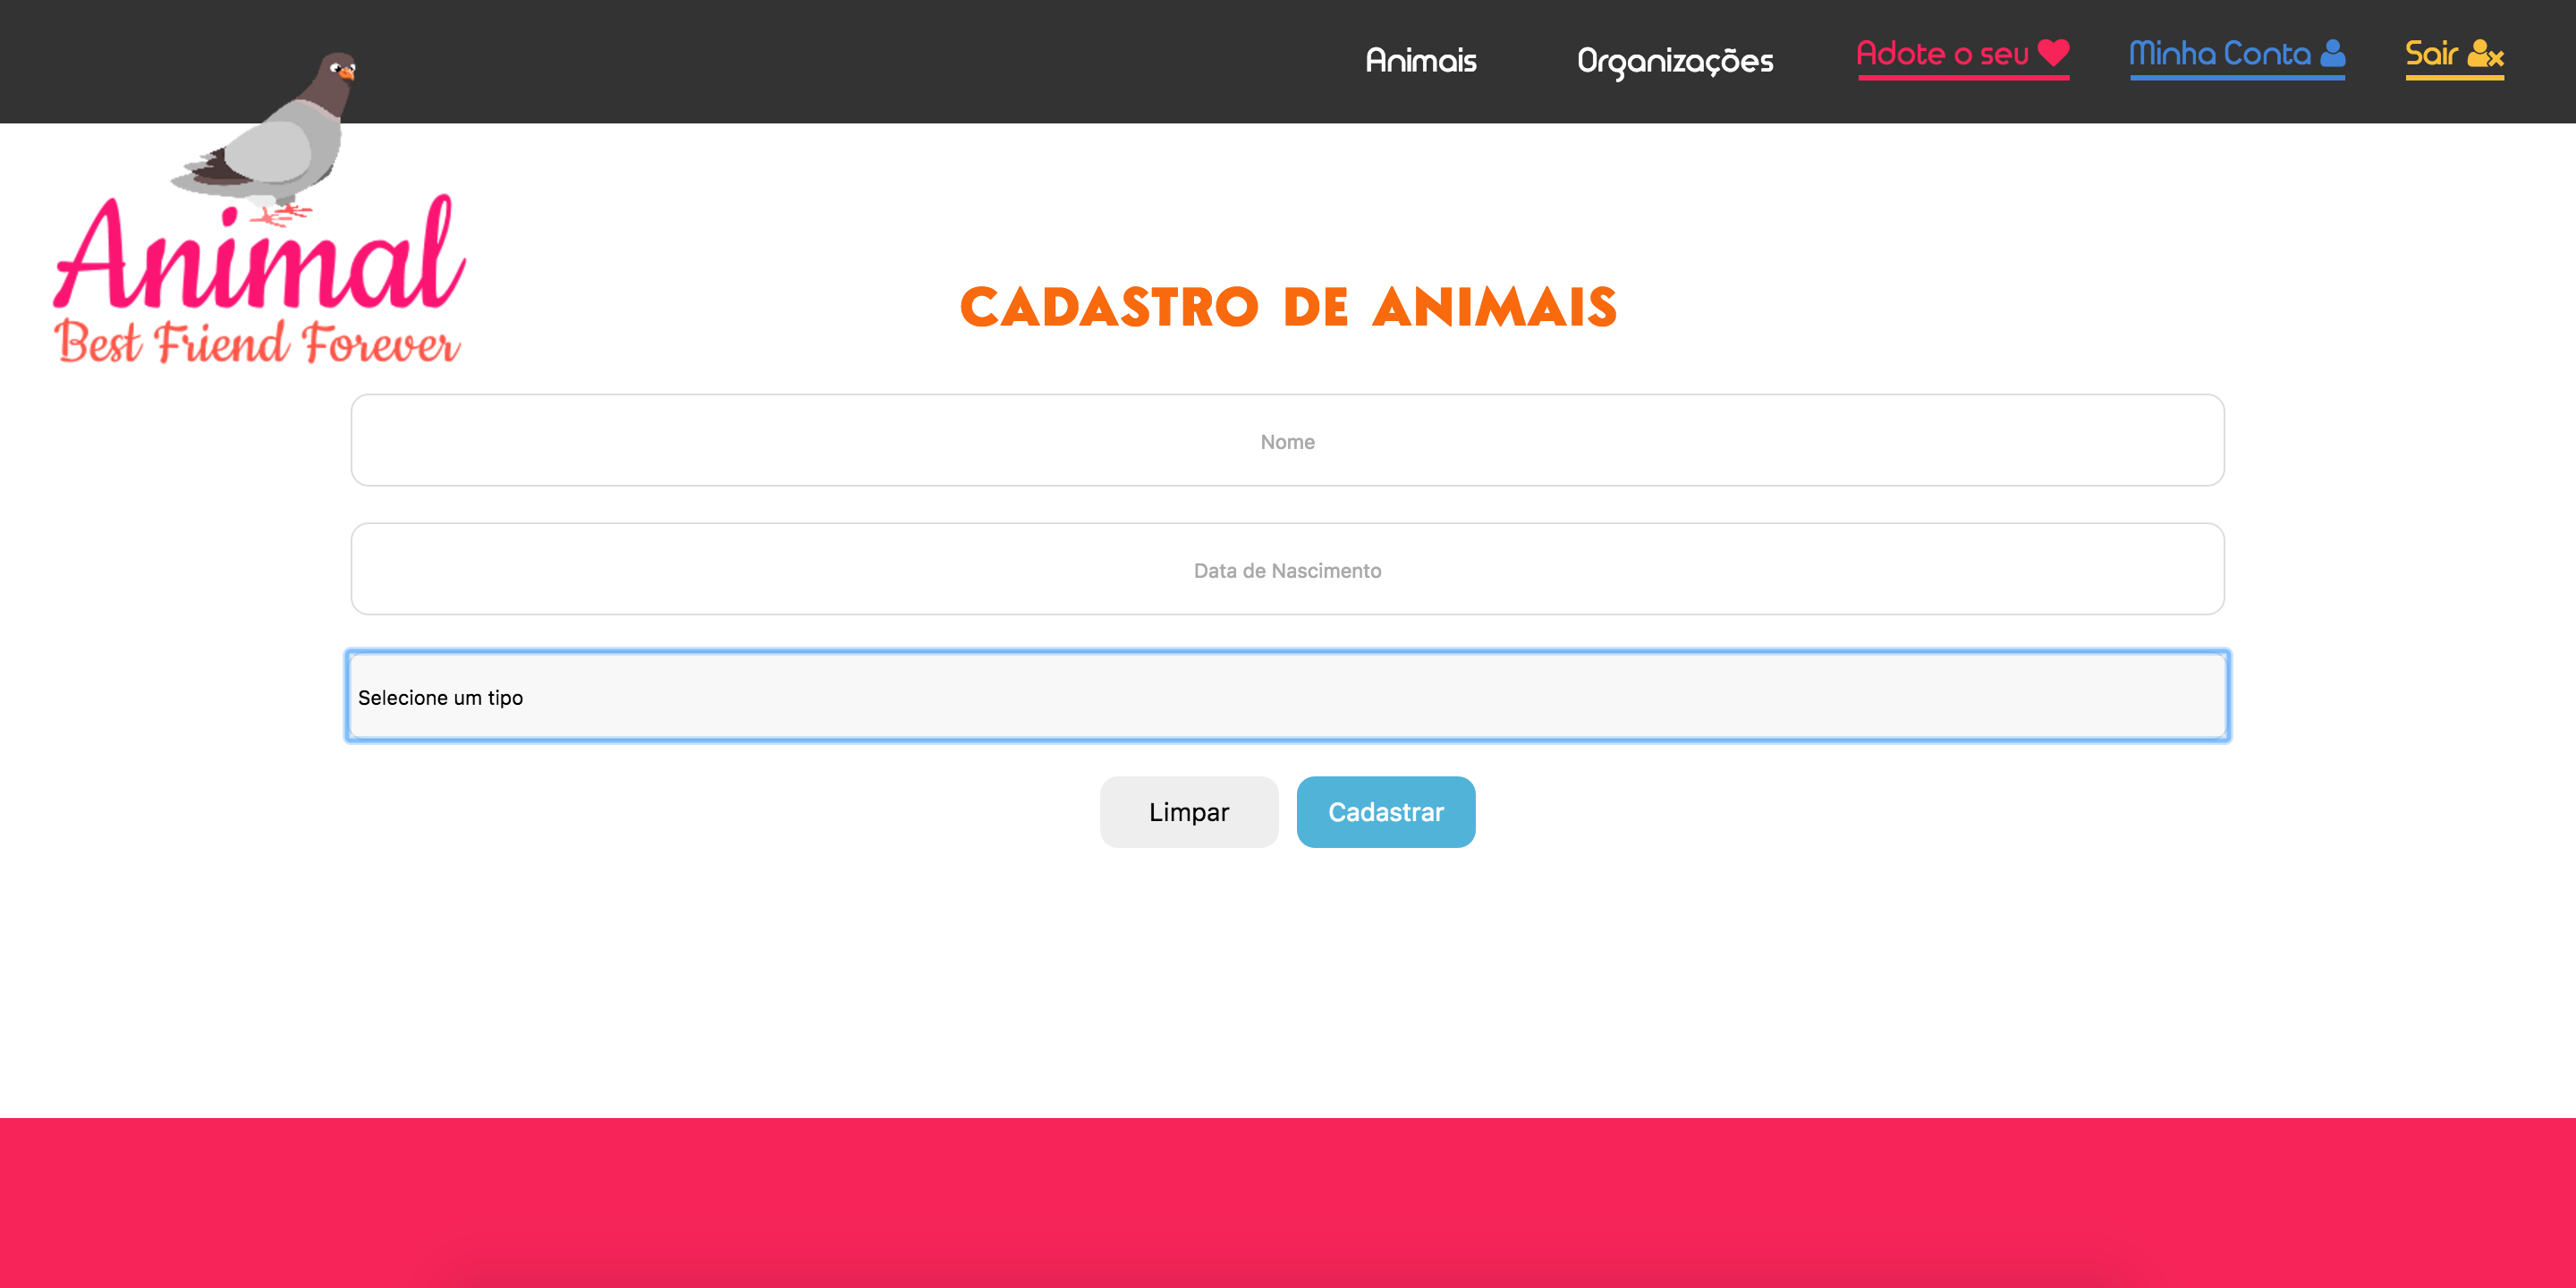 Animais
Organizações
Adote o seu
Minha Conta
Sair
Animal
Best Friend Forever
CADASTRO DE ANIMAIS
Nome
Data de Nascimento
Selecione um tipo
Limpar
Cadastrar